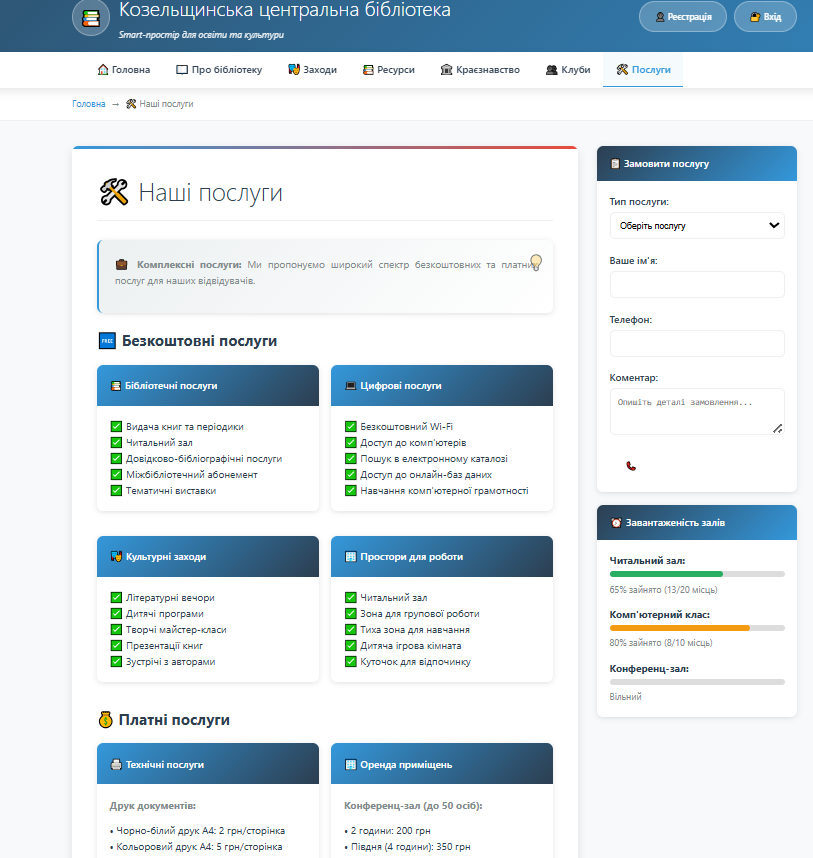 Козельщинська центральна бібліотека
Smart-простір для освіти та культури
Реєстрація
Вхід
Головна
Про бібліотеку
Заходи
Ресурси
Краєзнавство
Клуби
Послуги
Головна → Наші послуги
Наші послуги
Комплексні послуги: Ми пропонуємо широкий спектр безкоштовних та платних
послуг для наших відвідувачів.
FREE Безкоштовні послуги
Бібліотечні послуги
Видача книг та періодики
Читальний зал
Довідково-бібліографічні послуги
Міжбібліотечний абонемент
Тематичні виставки
Цифрові послуги
Безкоштовний Wi-Fi
Доступ до комп'ютерів
Пошук в електронному каталозі
Доступ до онлайн-баз даних
Навчання комп'ютерної грамотності
Культурні заходи
Літературні вечори
Дитячі програми
Творчі майстер-класи
Презентації книг
Зустрічі з авторами
Простори для роботи
Читальний зал
Зона для групової роботи
Тиха зона для навчання
Дитяча ігрова кімната
Куточок для відпочинку
Платні послуги
Технічні послуги
Друк документів:
• Чорно-білий друк А4: 2 грн/сторінка
• Кольоровий друк А4: 5 грн/сторінка
Оренда приміщень
Конференц-зал (до 50 осіб):
• 2 години: 200 грн
• Півдня (4 години): 350 грн
Замовити послугу
Тип послуги:
Оберіть послугу
Ваше ім'я:
Телефон:
Коментар:
Опишіть деталі замовлення...
Завантаженість залів
Читальний зал:
65% зайнято (13/20 місць)
Комп'ютерний клас:
80% зайнято (8/10 місць)
Конференц-зал:
Вільний